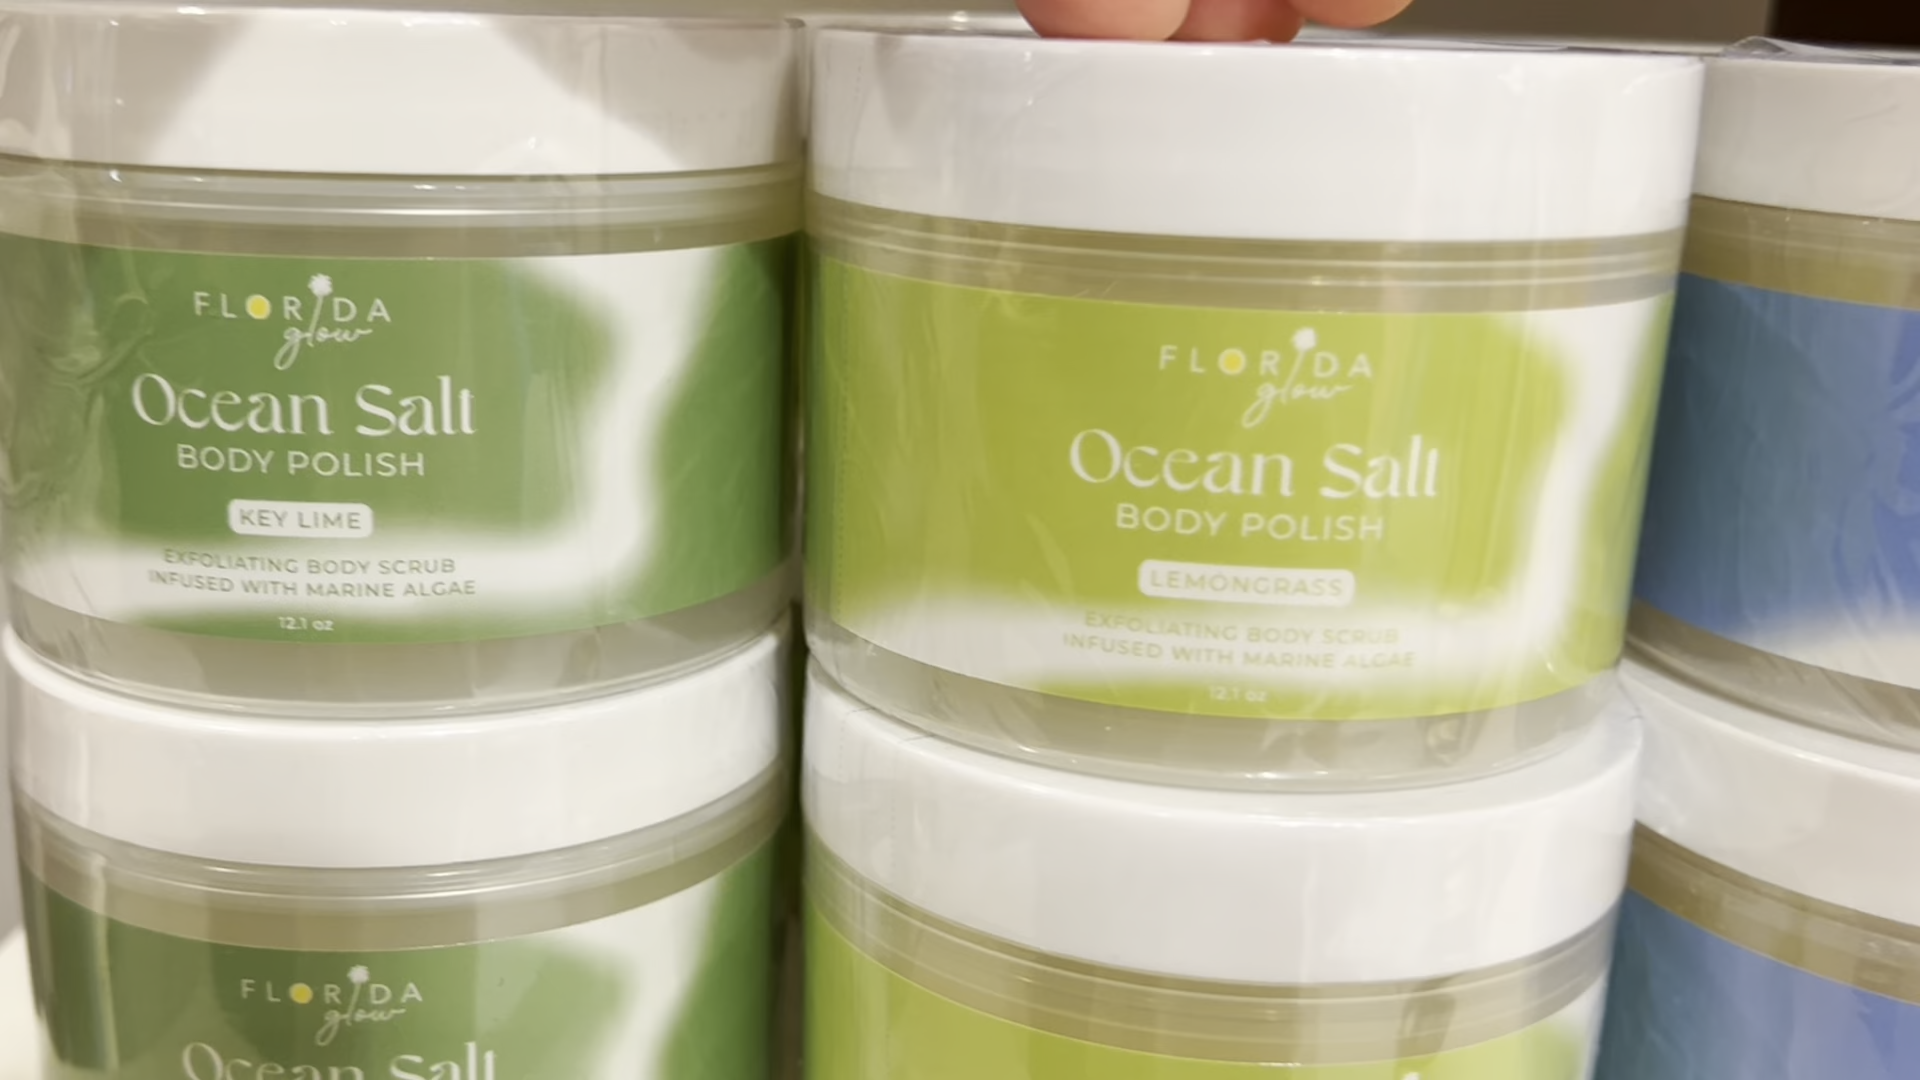 FLORIDA
glow
Ocean Salt
BODY POLISH
KEY LIME
EXFOLIATING BODY SCRUB
INFUSED WITH MARINE ALGAE
12.1 oz
FLORIDA
glow
Ocean Salt
BODY POLISH
LEMONGRASS
EXFOLIATING BODY SCRUB
INFUSED WITH MARINE ALGAE
12.1 oz
FLORIDA
glow
Ocean Salt